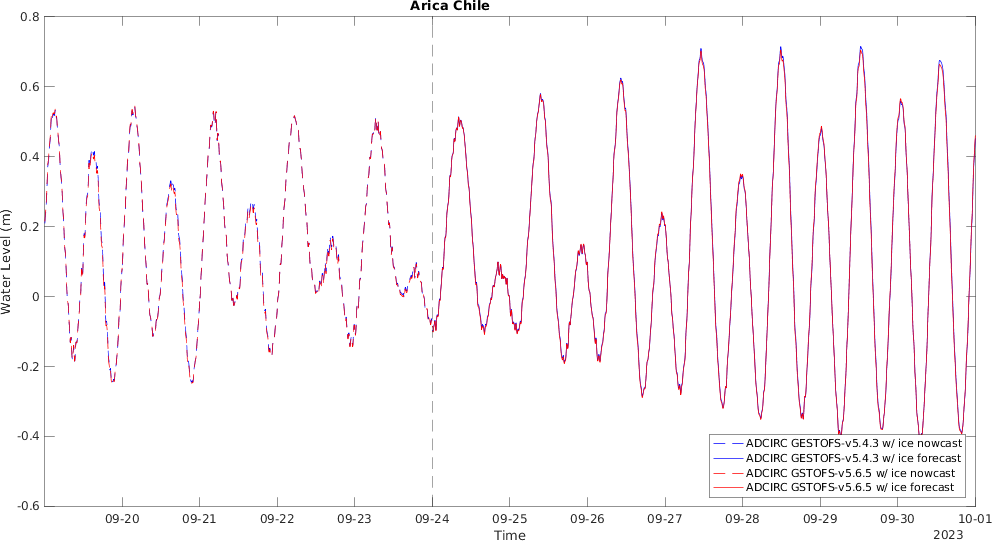 Arica Chile
0.8
0.6
0.4
0.2
0
-0.2
-0.4
-0.6
Water Level (m)
ADCIRC GESTOFS-v5.4.3 w/ ice nowcast
ADCIRC GESTOFS-v5.4.3 w/ ice forecast
ADCIRC GSTOFS-v5.6.5 w/ ice nowcast
ADCIRC GSTOFS-v5.6.5 w/ ice forecast
09-20 09-21 09-22 09-23 09-24 09-25 09-26 09-27 09-28 09-29 09-30 10-01
Time
2023